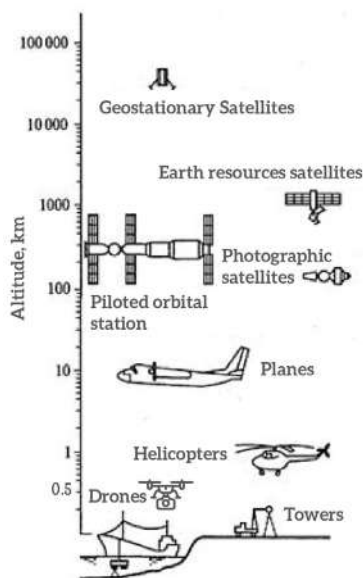 Altitude, km
100 000
Geostationary Satellites
10 000
Earth resources satellites
1000
Photographic
satellites
100
Piloted orbital
station
10
Planes
1
Helicopters
0.5
Drones
Towers